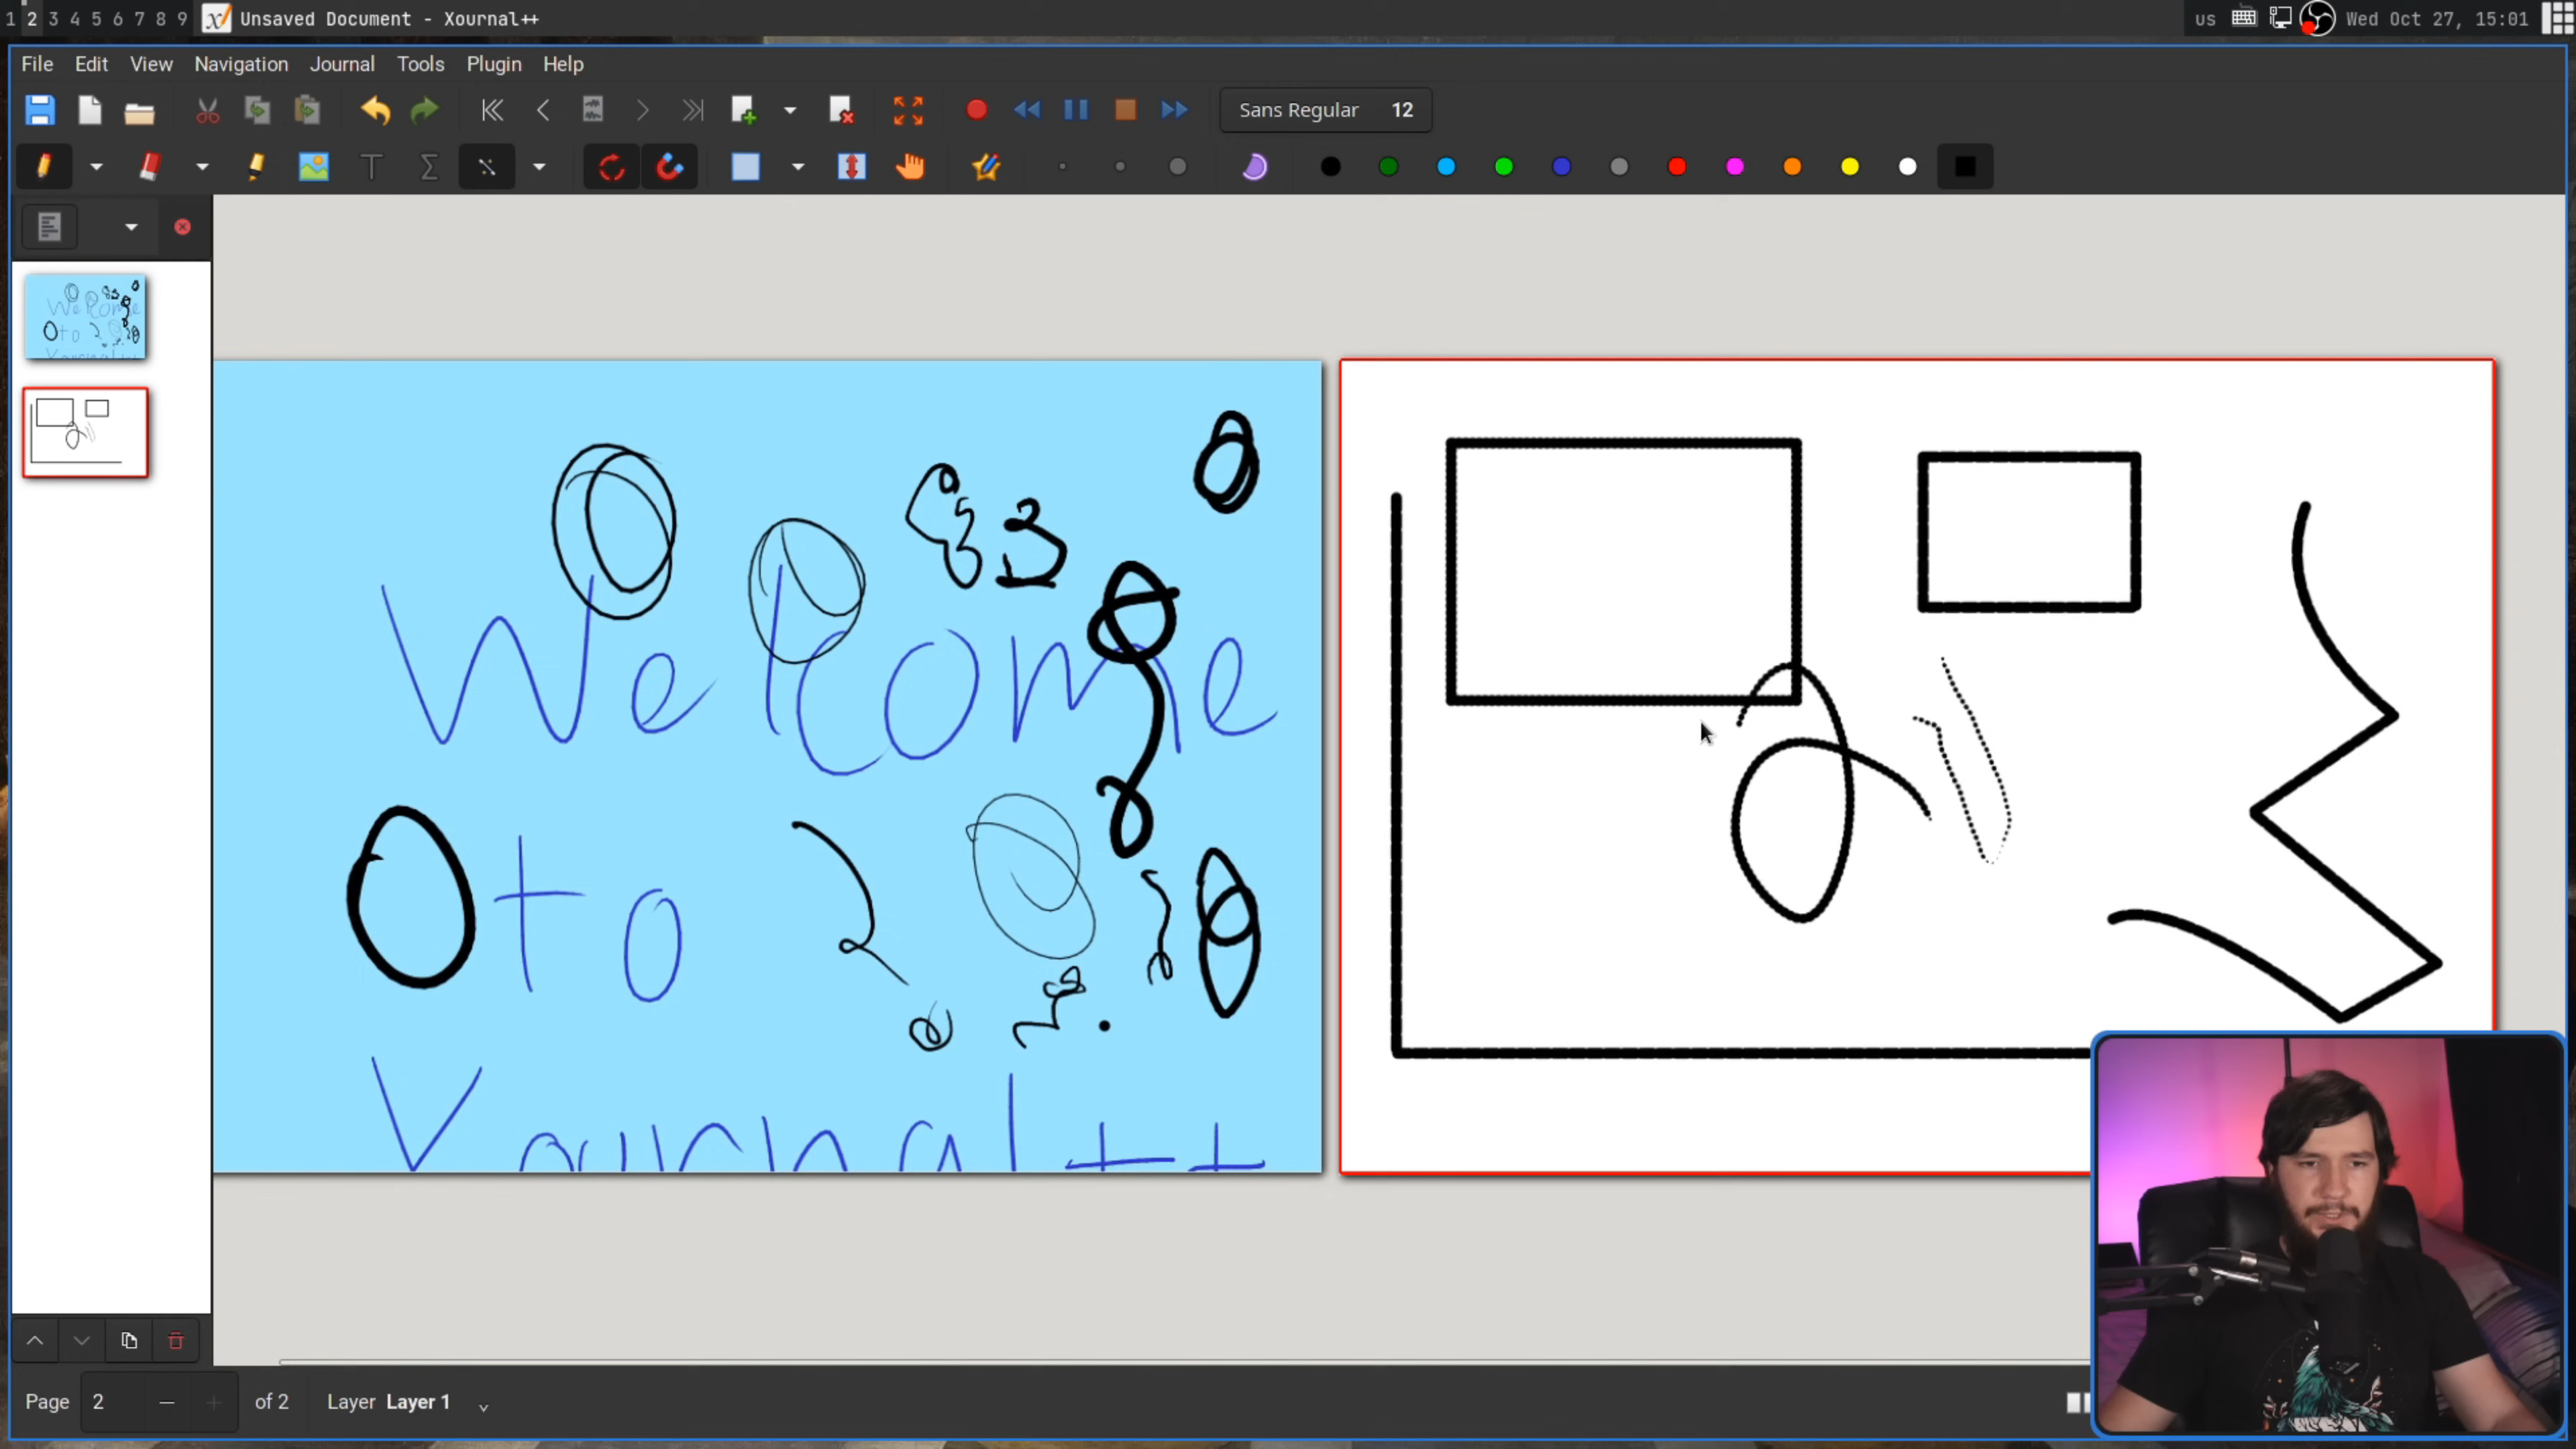 1 2 3 4 5 6 7 8 9 Unsaved Document - Xournal++
us Wed Oct 27, 15:01
File Edit View Navigation Journal Tools Plugin Help
Sans Regular 12
83
Welcome
to
Xournal++
Page 2 of 2 Layer Layer 1